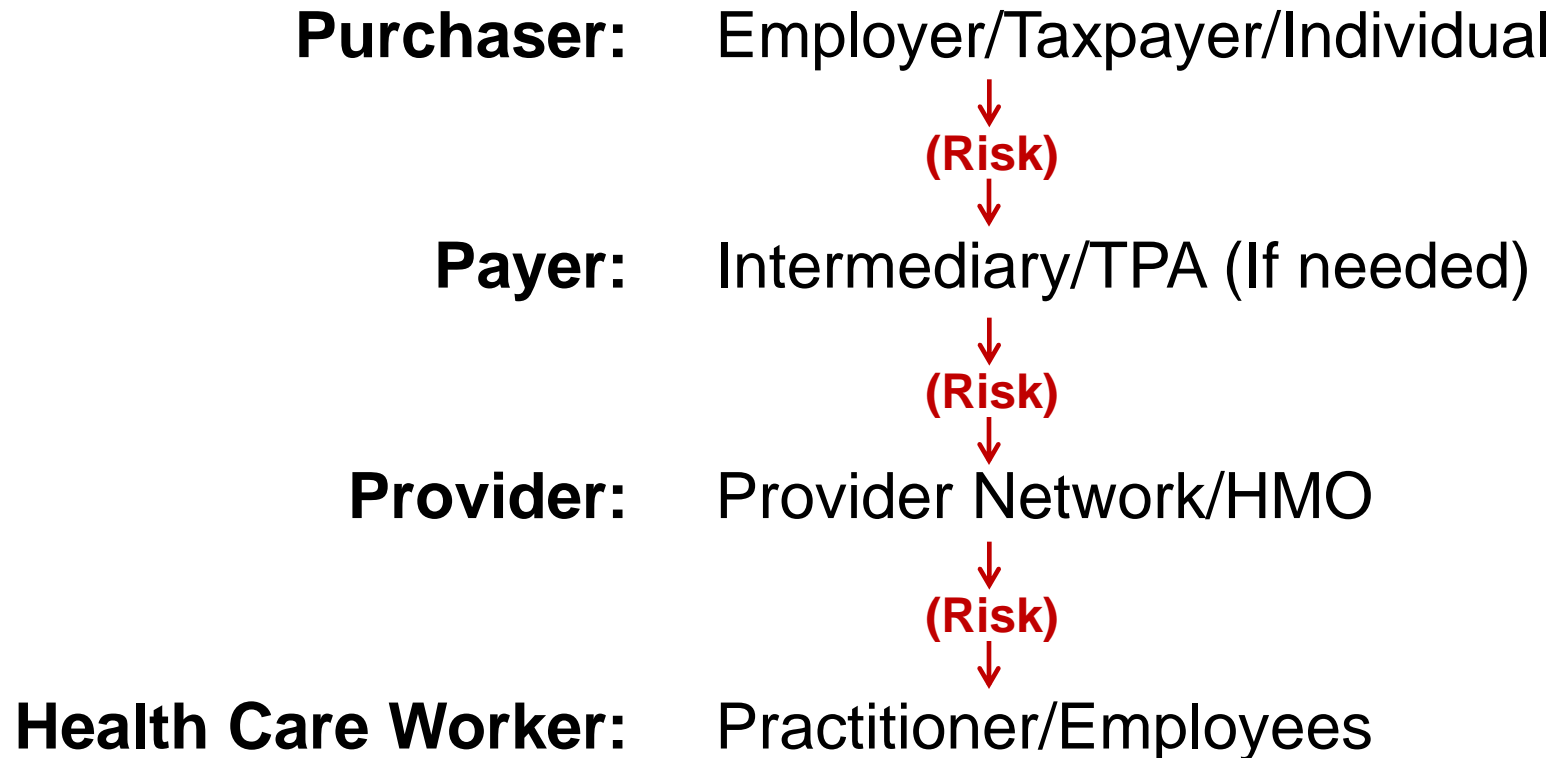 Purchaser: Employer/Taxpayer/Individual
(Risk)
Payer: Intermediary/TPA (If needed)
(Risk)
Provider: Provider Network/HMO
(Risk)
Health Care Worker: Practitioner/Employees